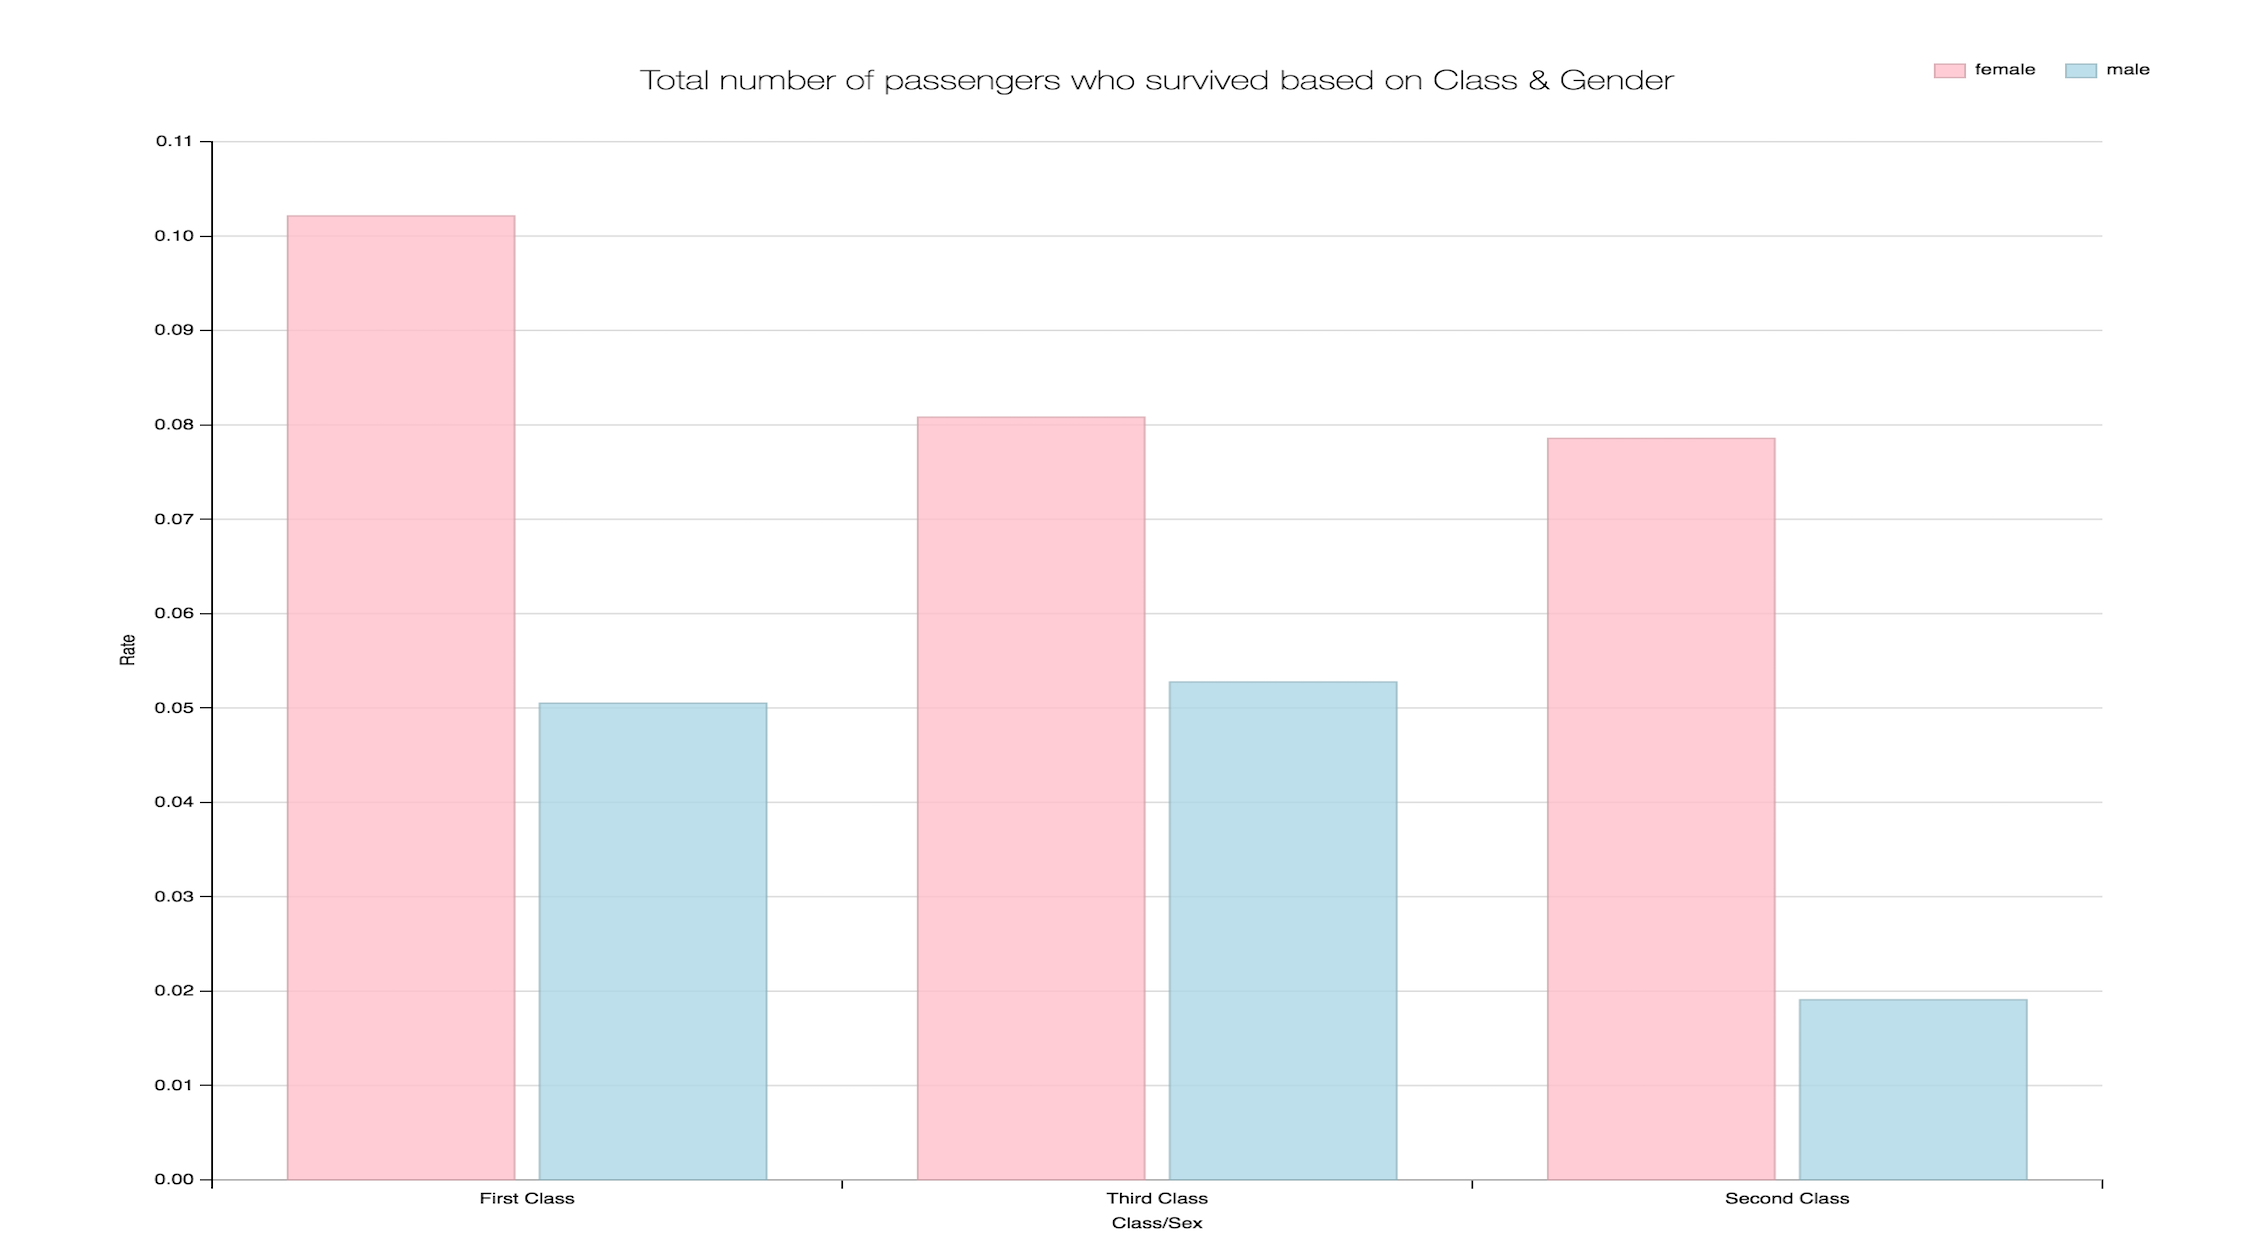 Total number of passengers who survived based on Class & Gender
female
male
0.11
0.10
0.09
0.08
0.07
0.06
0.05
0.04
0.03
0.02
0.01
0.00
Rate
First Class
Third Class
Second Class
Class/Sex